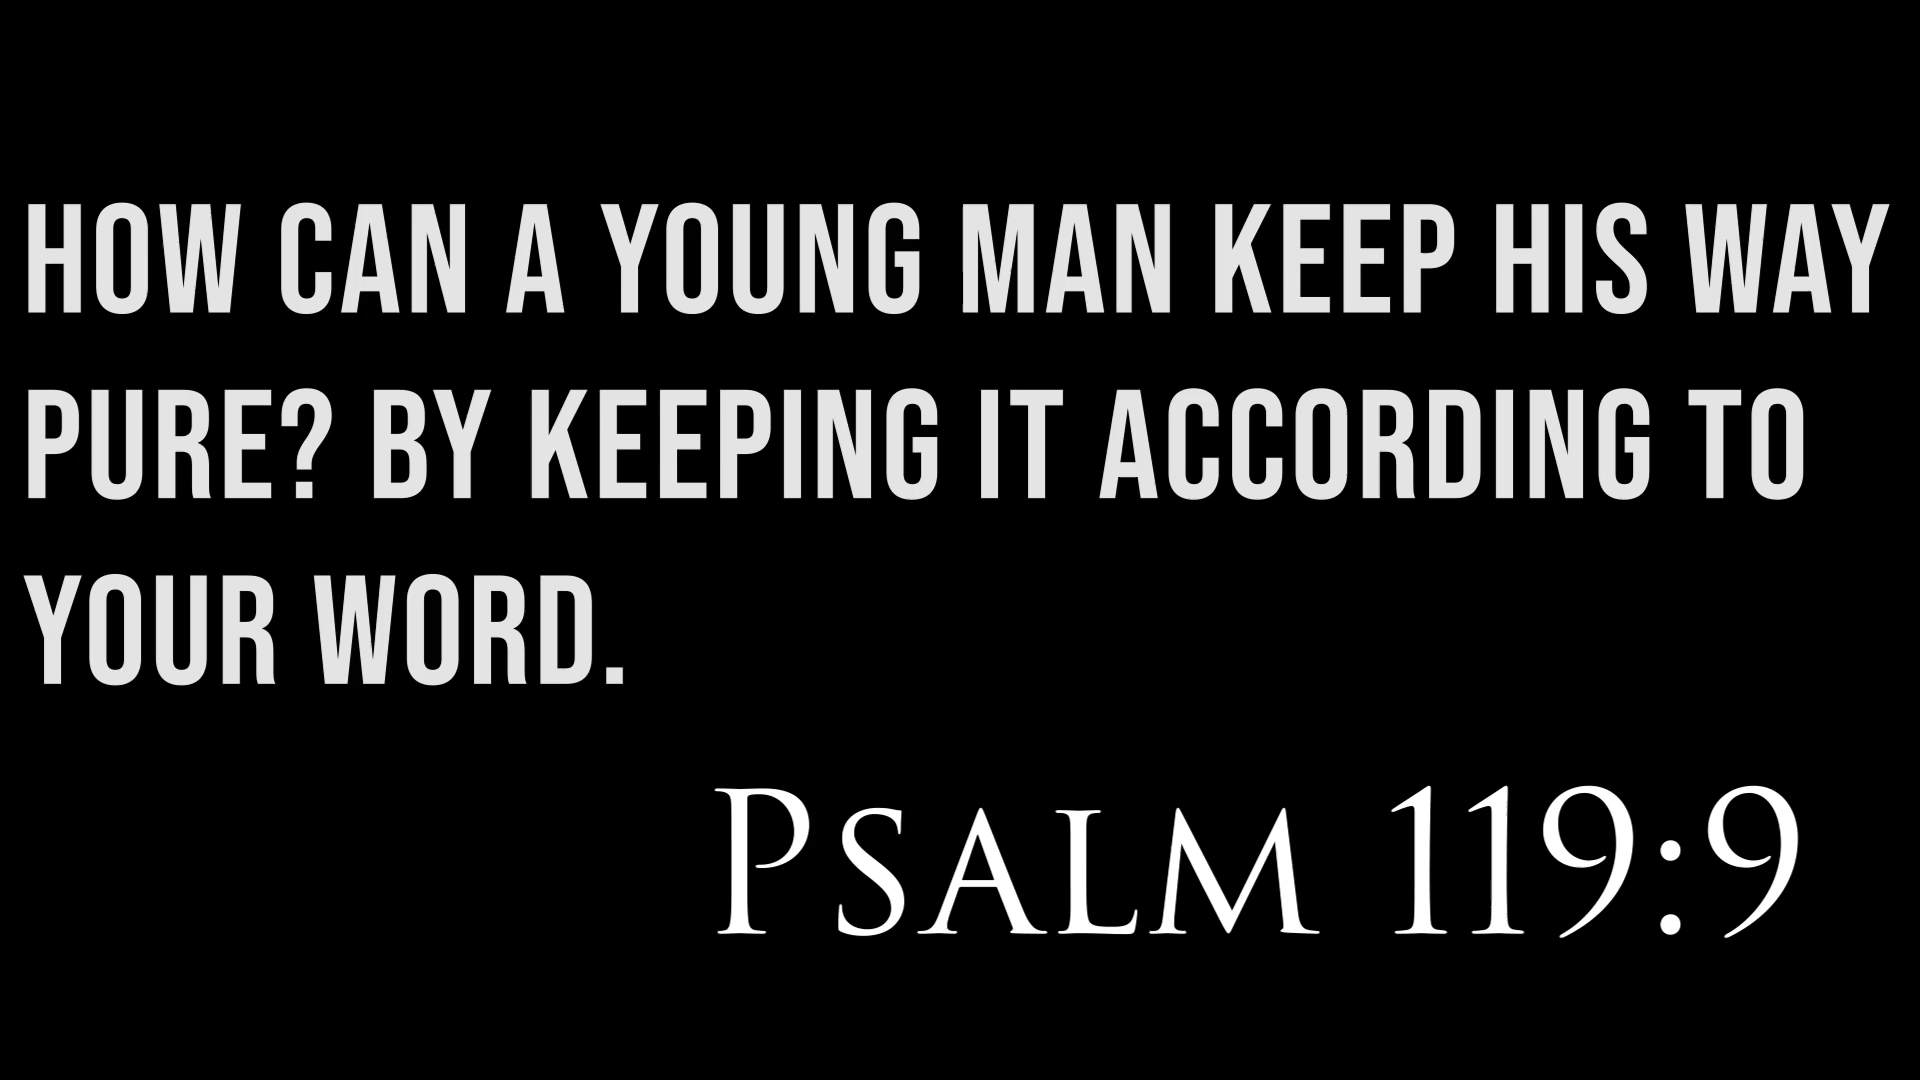 HOW CAN A YOUNG MAN KEEP HIS WAY
PURE? BY KEEPING IT ACCORDING TO
YOUR WORD.
PSALM 119:9